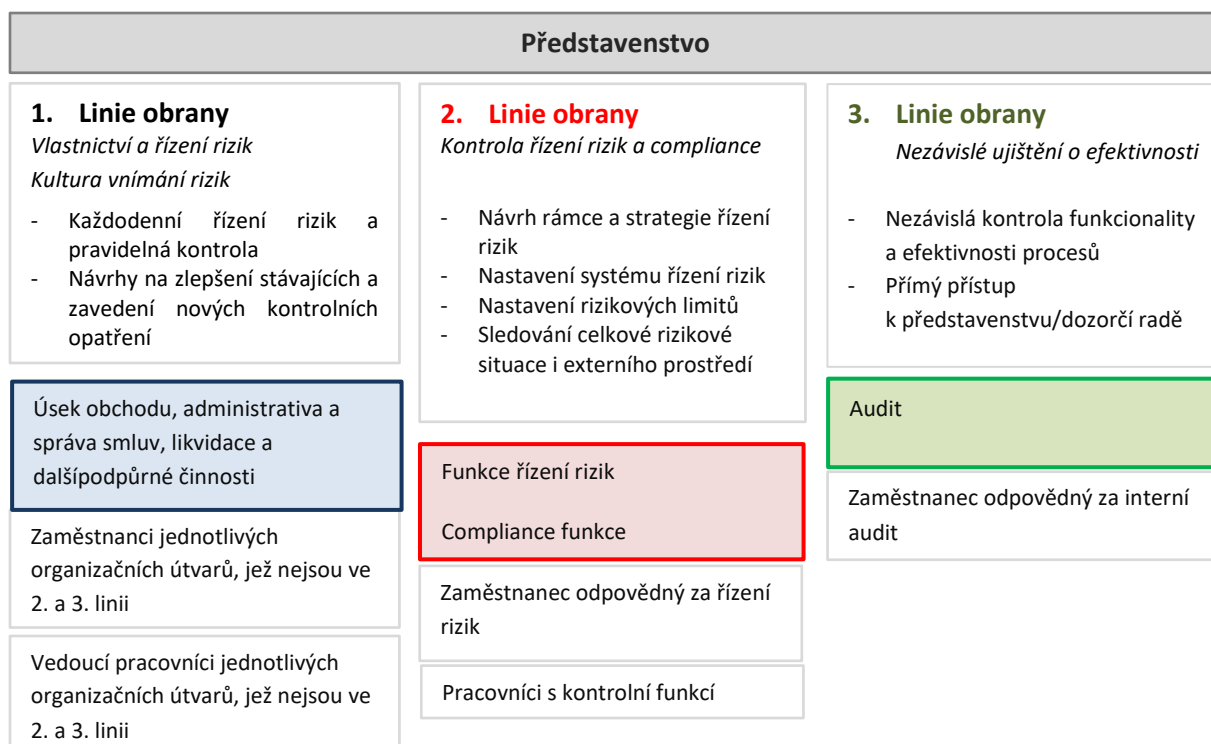 Představenstvo
1. Linie obrany
Vlastnictví a řízení rizik
Kultura vnímání rizik
- Každodenní řízení rizik a
pravidelná kontrola
- Návrhy na zlepšení stávajících a
zavedení nových kontrolních
opatření
Úsek obchodu, administrativa a
správa smluv, likvidace a
dalšípodpůrné činnosti
Zaměstnanci jednotlivých
organizačních útvarů, jež nejsou ve
2. a 3. linii
Vedoucí pracovníci jednotlivých
organizačních útvarů, jež nejsou ve
2. a 3. linii
2. Linie obrany
Kontrola řízení rizik a compliance
- Návrh rámce a strategie řízení
rizik
- Nastavení systému řízení rizik
- Nastavení rizikových limitů
- Sledování celkové rizikové
situace i externího prostředí
Funkce řízení rizik
Compliance funkce
Zaměstnanec odpovědný za řízení
rizik
Pracovníci s kontrolní funkcí
3. Linie obrany
Nezávislé ujištění o efektivnosti
- Nezávislá kontrola funkcionality
a efektivnosti procesů
- Přímý přístup
k představenstvu/dozorčí radě
Audit
Zaměstnanec odpovědný za interní
audit